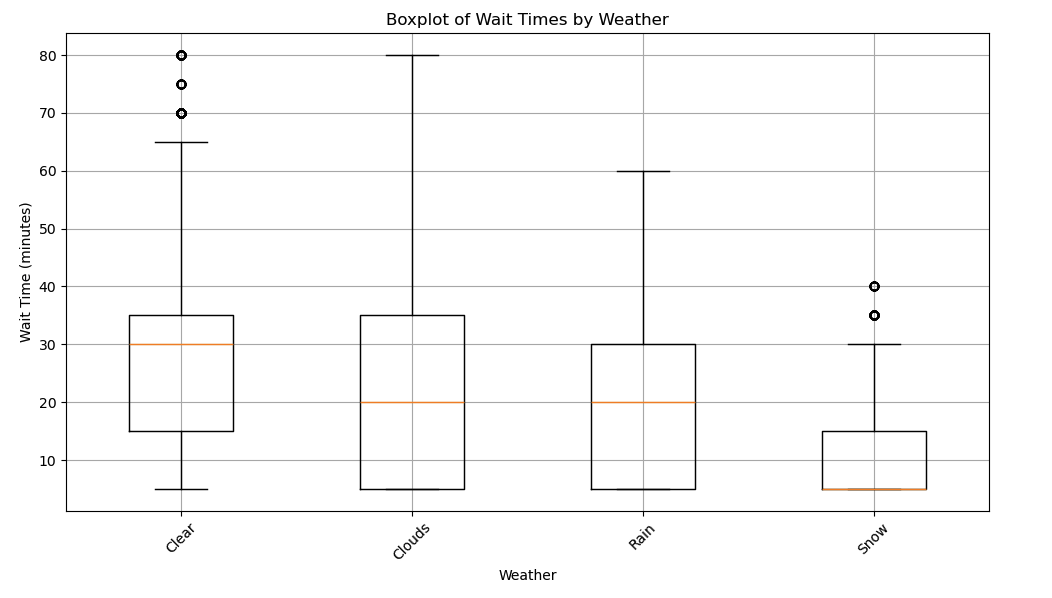 Boxplot of Wait Times by Weather
Wait Time (minutes)
80
70
60
50
40
30
20
10
Clear
Clouds
Rain
Snow
Weather